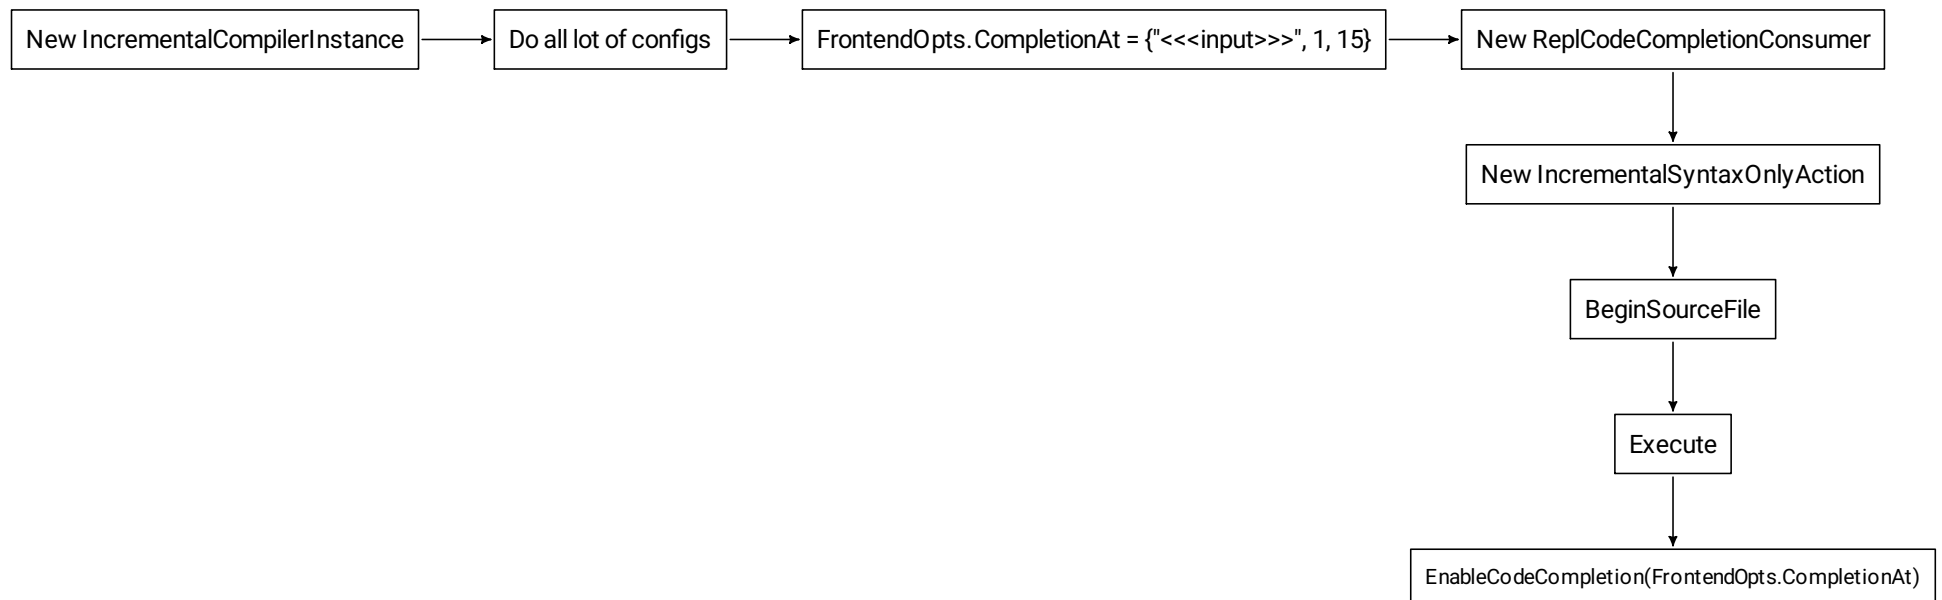 New IncrementalCompilerInstance
Do all lot of configs
FrontendOpts.CompletionAt = {"<<<input>>>", 1, 15}
New ReplCodeCompletionConsumer
New IncrementalSyntaxOnlyAction
BeginSourceFile
Execute
EnableCodeCompletion(FrontendOpts.CompletionAt)